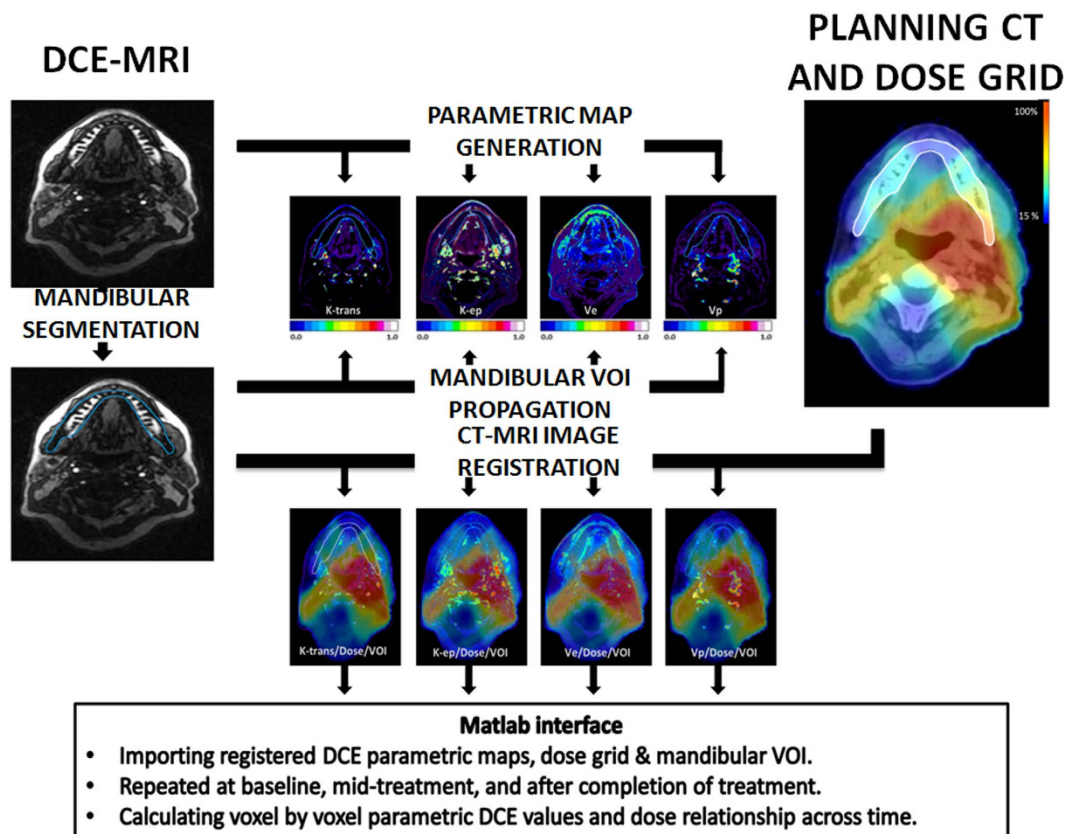 DCE-MRI
PLANNING CT
AND DOSE GRID
PARAMETRIC MAP
GENERATION
100%
15 %
K-trans
K-ep
Ve
Vp
0.0 1.0
0.0 1.0
0.0 1.0
0.0 1.0
MANDIBULAR
SEGMENTATION
MANDIBULAR VOI
PROPAGATION
CT-MRI IMAGE
REGISTRATION
K-trans/Dose/VOI
K-ep/Dose/VOI
Ve/Dose/VOI
Vp/Dose/VOI
Matlab interface
• Importing registered DCE parametric maps, dose grid & mandibular VOI.
• Repeated at baseline, mid-treatment, and after completion of treatment.
• Calculating voxel by voxel parametric DCE values and dose relationship across time.